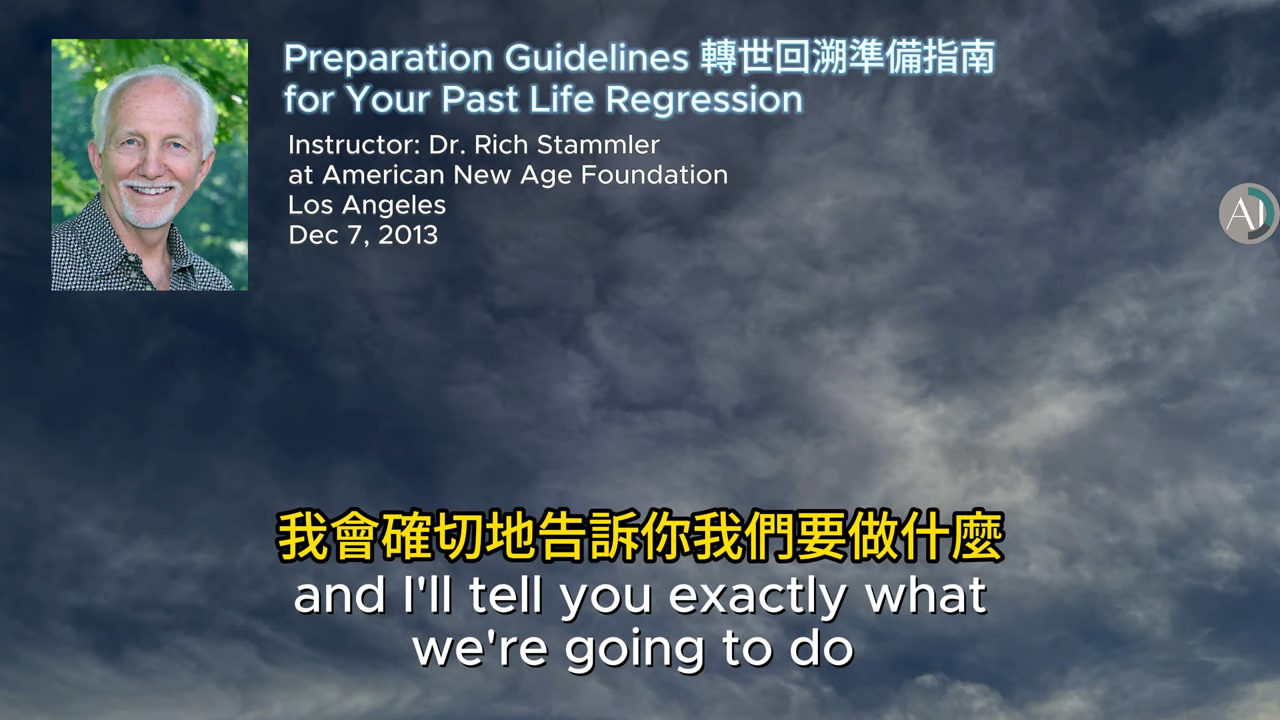 Preparation Guidelines 轉世回溯準備指南
for Your Past Life Regression
Instructor: Dr. Rich Stammler
at American New Age Foundation
Los Angeles
Dec 7, 2013
AI
我會確切地告訴你我們要做什麼
and I'll tell you exactly what
we're going to do